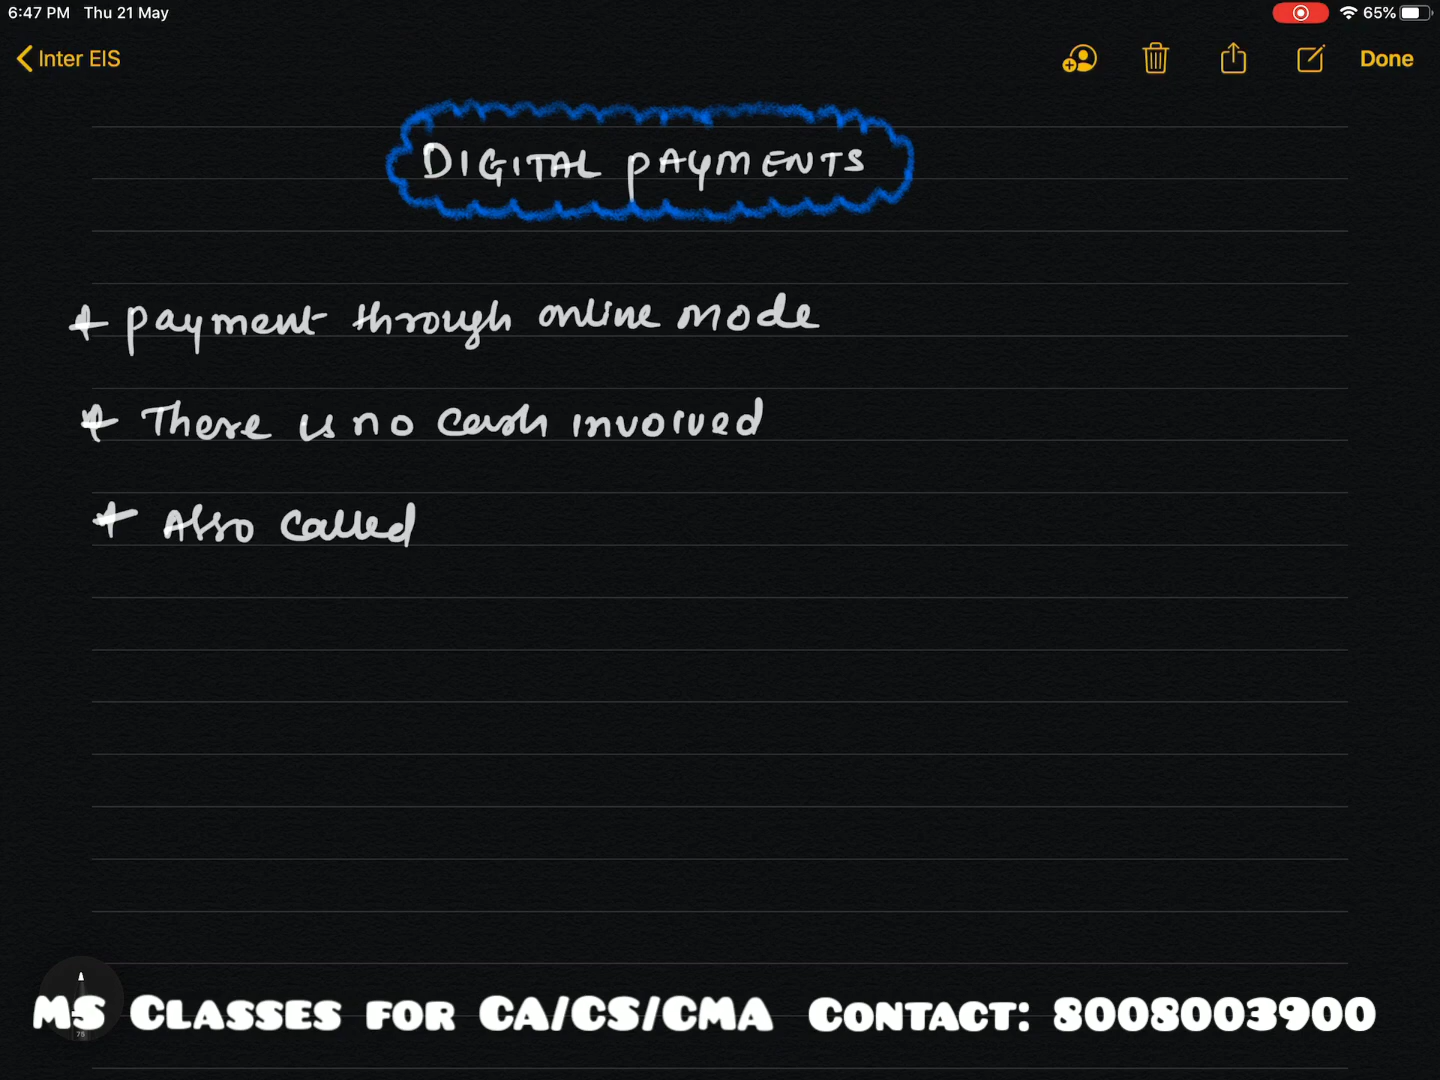 6:47 PM Thu 21 May
65%
Inter EIS
Done
DIGITAL PAYMENTS
+ payment through online mode
+ There is no cash involved
+ Also called
MS CLASSES FOR CA/CS/CMA CONTACT: 8008003900
75